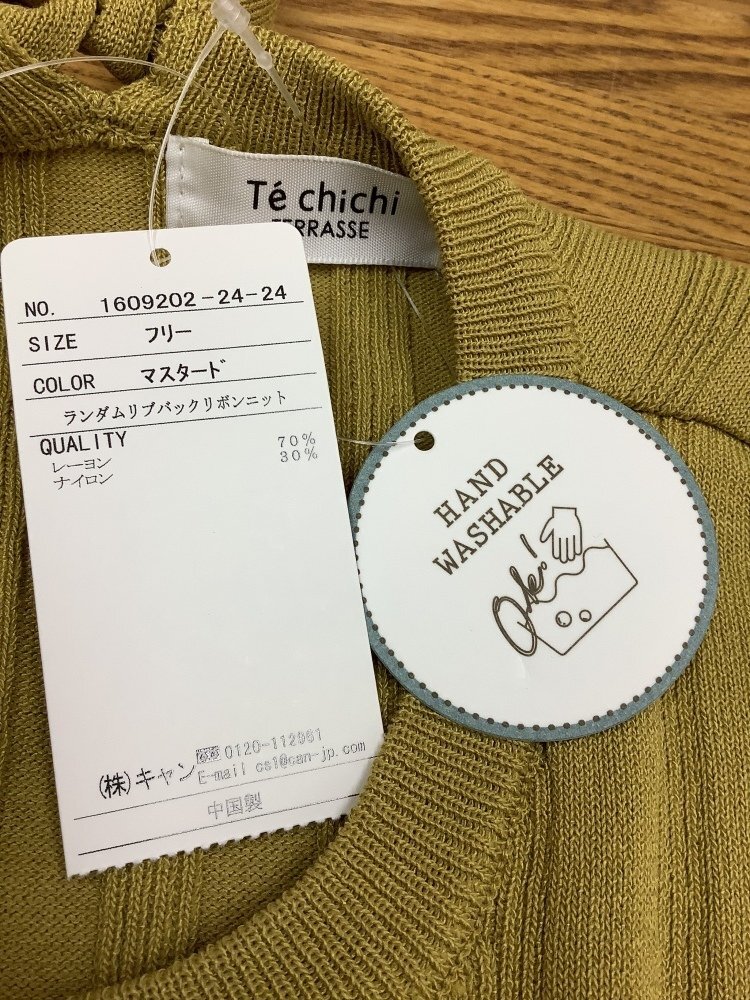 Té chichi
TERRASSE
NO. 1609202-24-24
SIZE フリー
COLOR マスタード
ランダムリブバックリボンニット
QUALITY
レーヨン 70%
ナイロン 30%
(株)キャン
0120-112961
E-mail cs1@can-jp.com
中国製
HAND
WASHABLE
Ok!